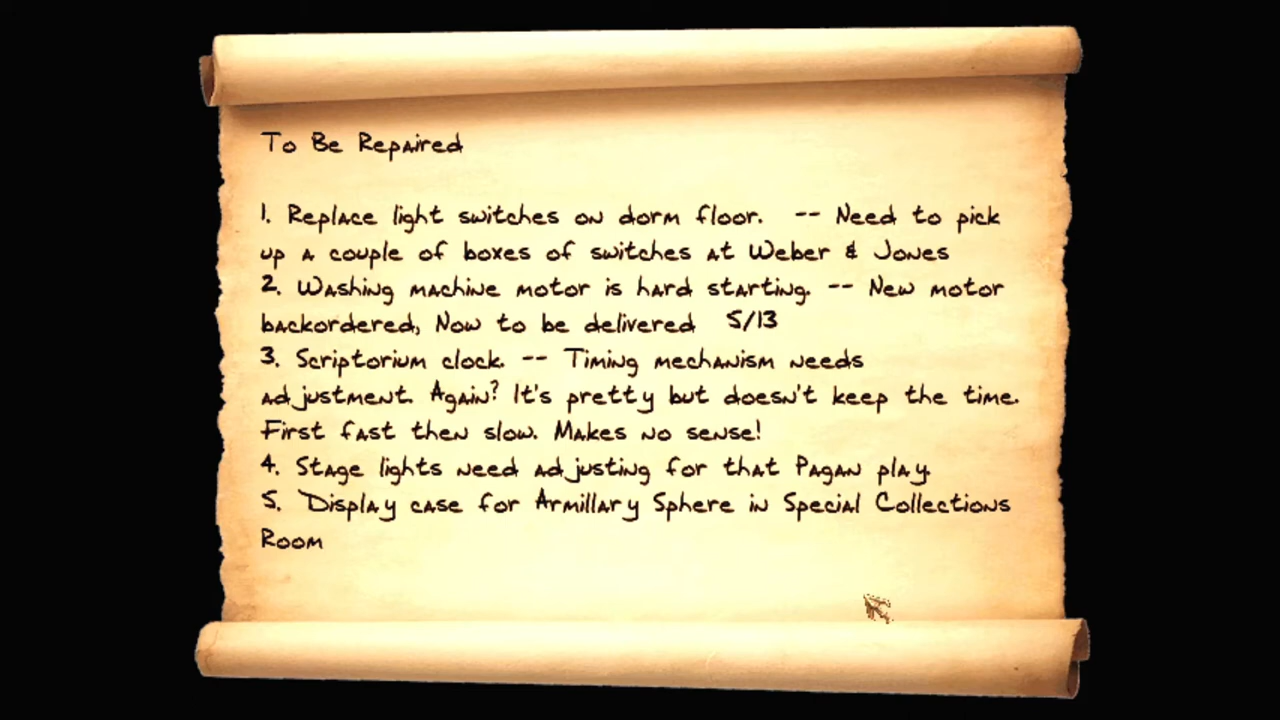 To Be Repaired
1. Replace light switches on dorm floor. -- Need to pick
up a couple of boxes of switches at Weber & Jones
2. Washing machine motor is hard starting. -- New motor
backordered, Now to be delivered 5/13
3. Scriptorium clock. -- Timing mechanism needs
adjustment. Again? It's pretty but doesn't keep the time.
First fast then slow. Makes no sense!
4. Stage lights need adjusting for that Pagan play
5. Display case for Armillary Sphere in Special Collections
Room